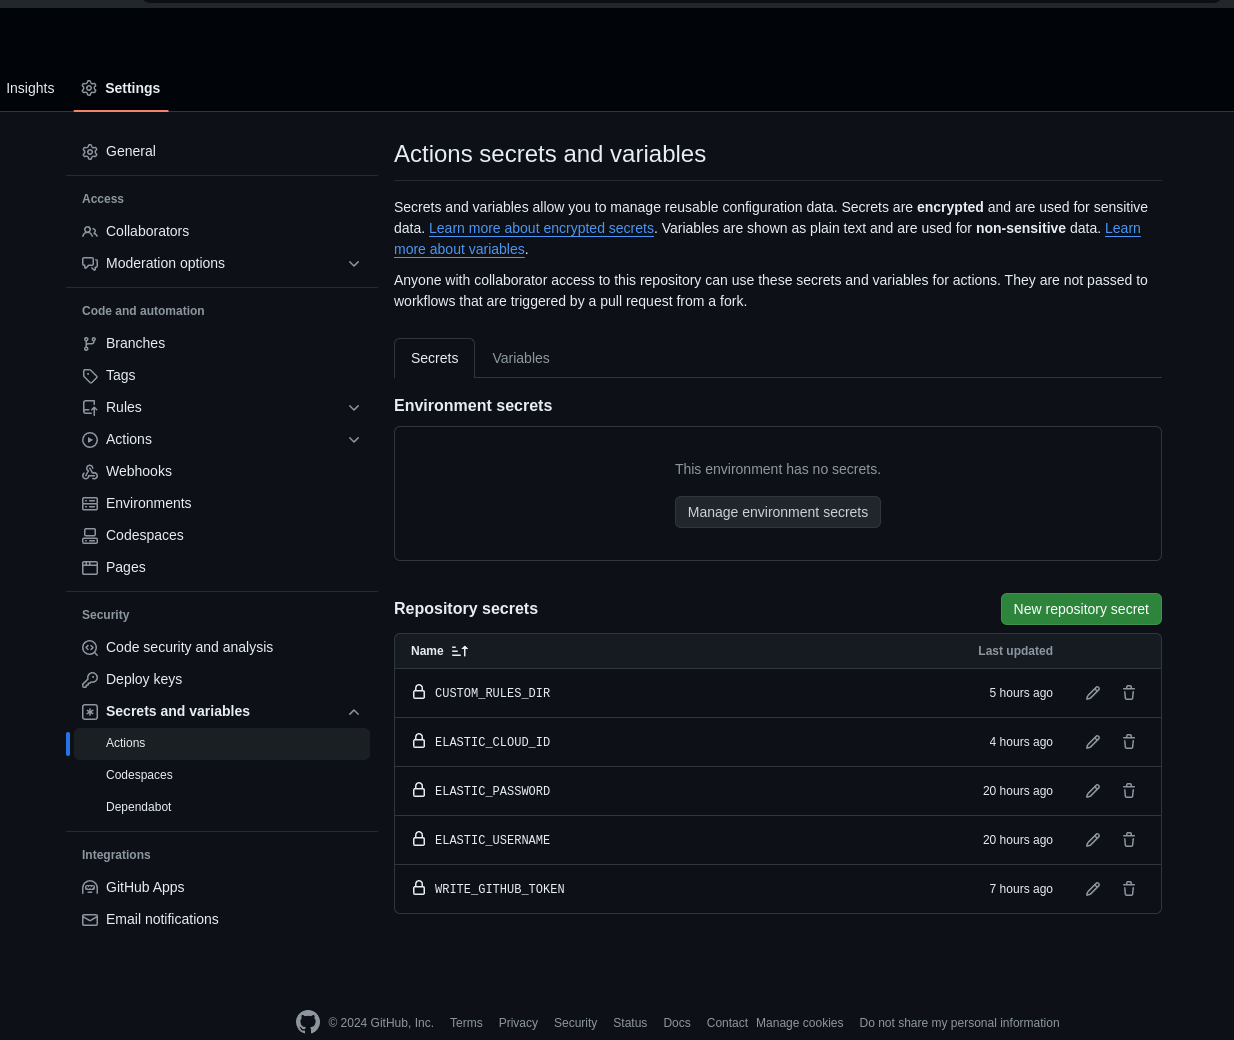 Insights
Settings
General
Access
Collaborators
Moderation options
Code and automation
Branches
Tags
Rules
Actions
Webhooks
Environments
Codespaces
Pages
Security
Code security and analysis
Deploy keys
Secrets and variables
Actions
Codespaces
Dependabot
Integrations
GitHub Apps
Email notifications
Actions secrets and variables
Secrets and variables allow you to manage reusable configuration data. Secrets are encrypted and are used for sensitive
data. Learn more about encrypted secrets. Variables are shown as plain text and are used for non-sensitive data. Learn
more about variables.
Anyone with collaborator access to this repository can use these secrets and variables for actions. They are not passed to
workflows that are triggered by a pull request from a fork.
Secrets Variables
Environment secrets
This environment has no secrets.
Manage environment secrets
Repository secrets New repository secret
Name Last updated
CUSTOM_RULES_DIR 5 hours ago
ELASTIC_CLOUD_ID 4 hours ago
ELASTIC_PASSWORD 20 hours ago
ELASTIC_USERNAME 20 hours ago
WRITE_GITHUB_TOKEN 7 hours ago
© 2024 GitHub, Inc. Terms Privacy Security Status Docs Contact Manage cookies Do not share my personal information